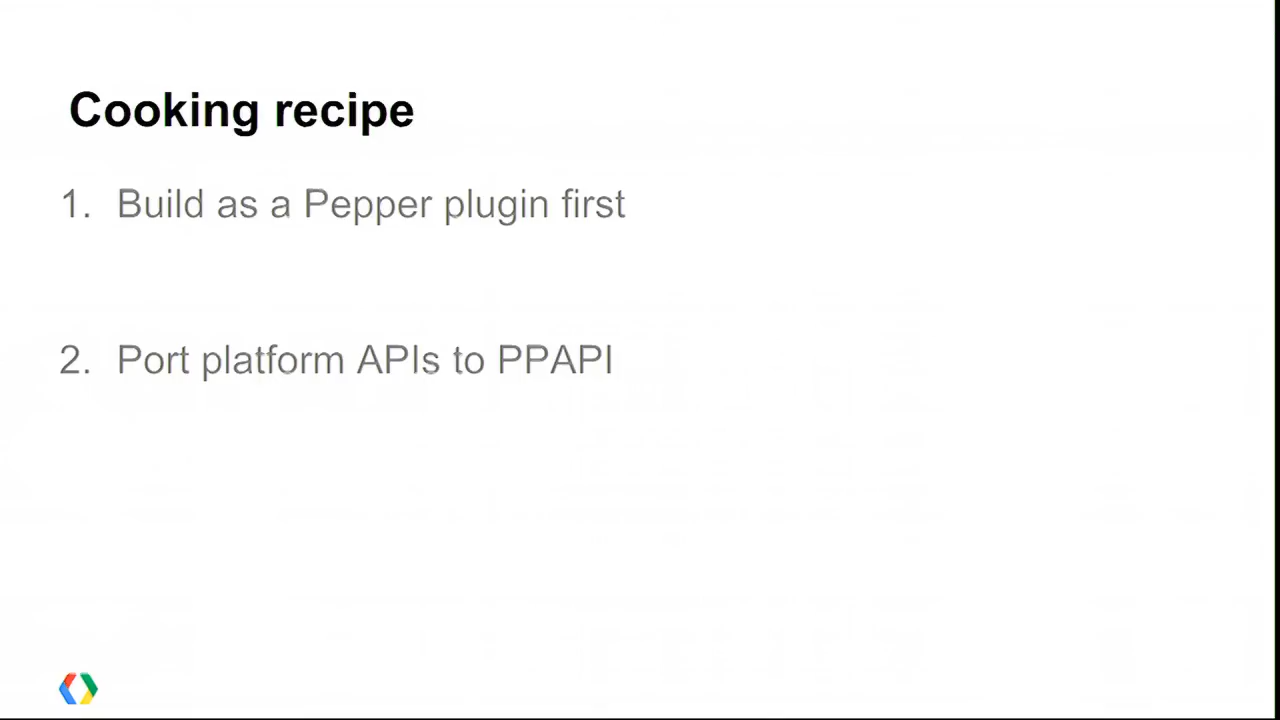 Cooking recipe
1. Build as a Pepper plugin first
2. Port platform APIs to PPAPI